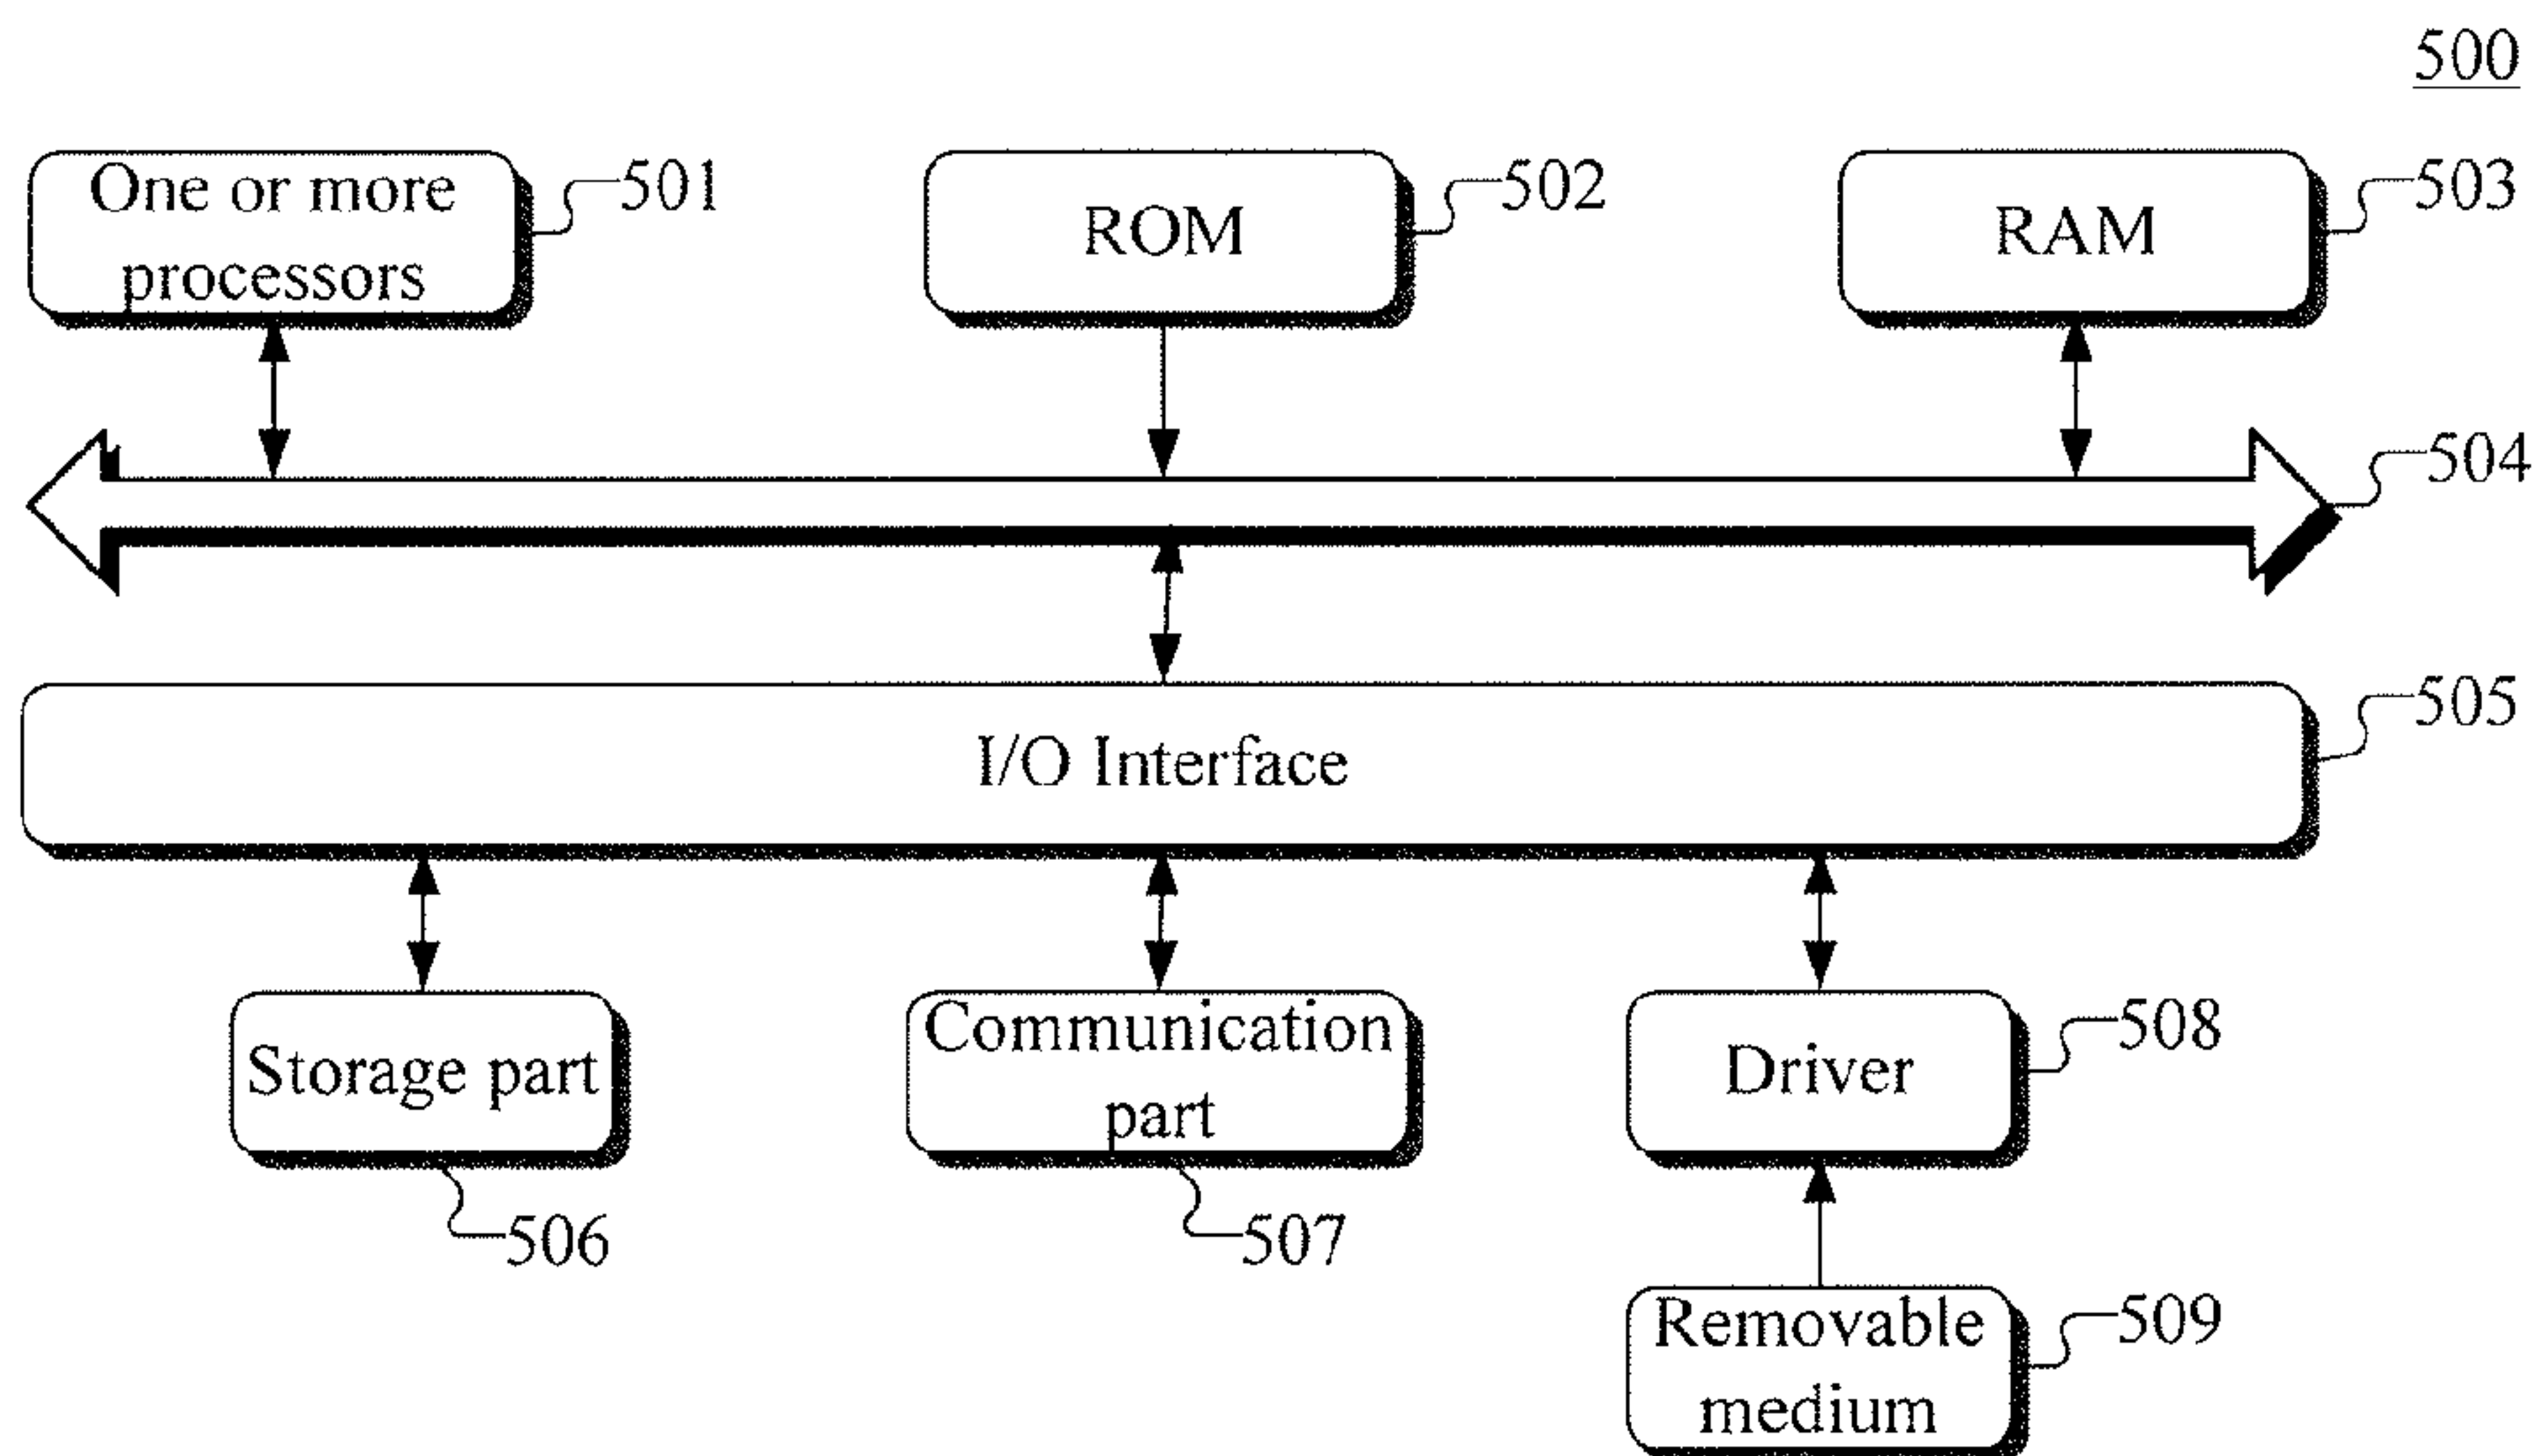 500
One or more
processors
501
ROM
502
RAM
503
504
I/O Interface
505
Storage part
506
Communication
part
507
Driver
508
Removable
medium
509